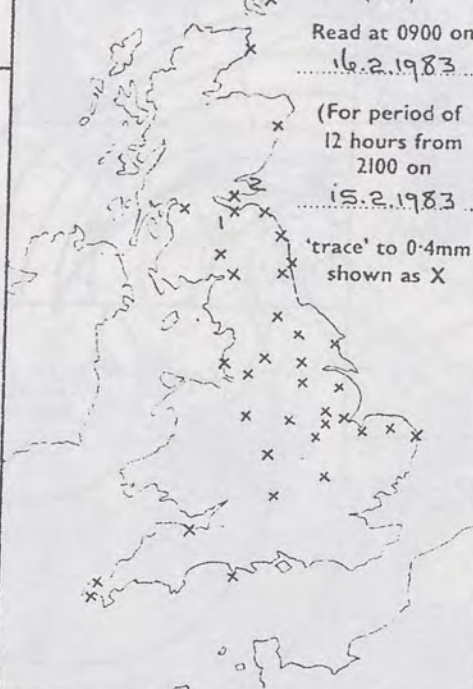 Read at 0900 on
16.2.1983
(For period of
12 hours from
2100 on
15.2.1983
'trace' to 0·4mm
shown as X
1